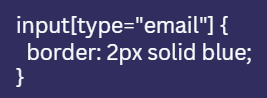 input[type="email"] {
  border: 2px solid blue;
}